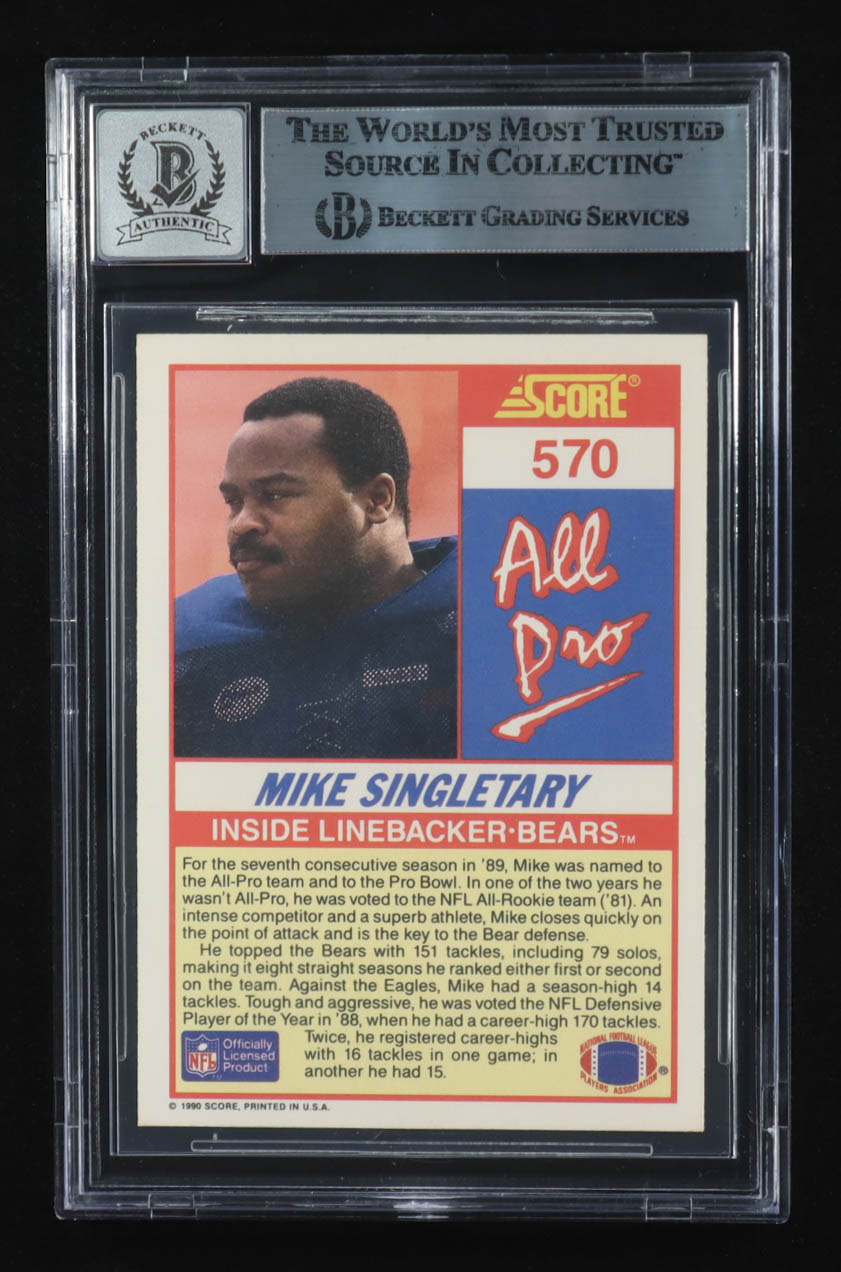 BECKETT
B
AUTHENTIC
THE WORLD'S MOST TRUSTED
SOURCE IN COLLECTING™
B BECKETT GRADING SERVICES
SCORE®
570
All
Pro
MIKE SINGLETARY
INSIDE LINEBACKER•BEARS™
For the seventh consecutive season in '89, Mike was named to
the All-Pro team and to the Pro Bowl. In one of the two years he
wasn't All-Pro, he was voted to the NFL All-Rookie team ('81). An
intense competitor and a superb athlete, Mike closes quickly on
the point of attack and is the key to the Bear defense.
He topped the Bears with 151 tackles, including 79 solos,
making it eight straight seasons he ranked either first or second
on the team. Against the Eagles, Mike had a season-high 14
tackles. Tough and aggressive, he was voted the NFL Defensive
Player of the Year in '88, when he had a career-high 170 tackles.
Twice, he registered career-highs
with 16 tackles in one game; in
another he had 15.
NFL
TM
Officially
Licensed
Product
NATIONAL FOOTBALL LEAGUE
PLAYERS ASSOCIATION
®
© 1990 SCORE, PRINTED IN U.S.A.